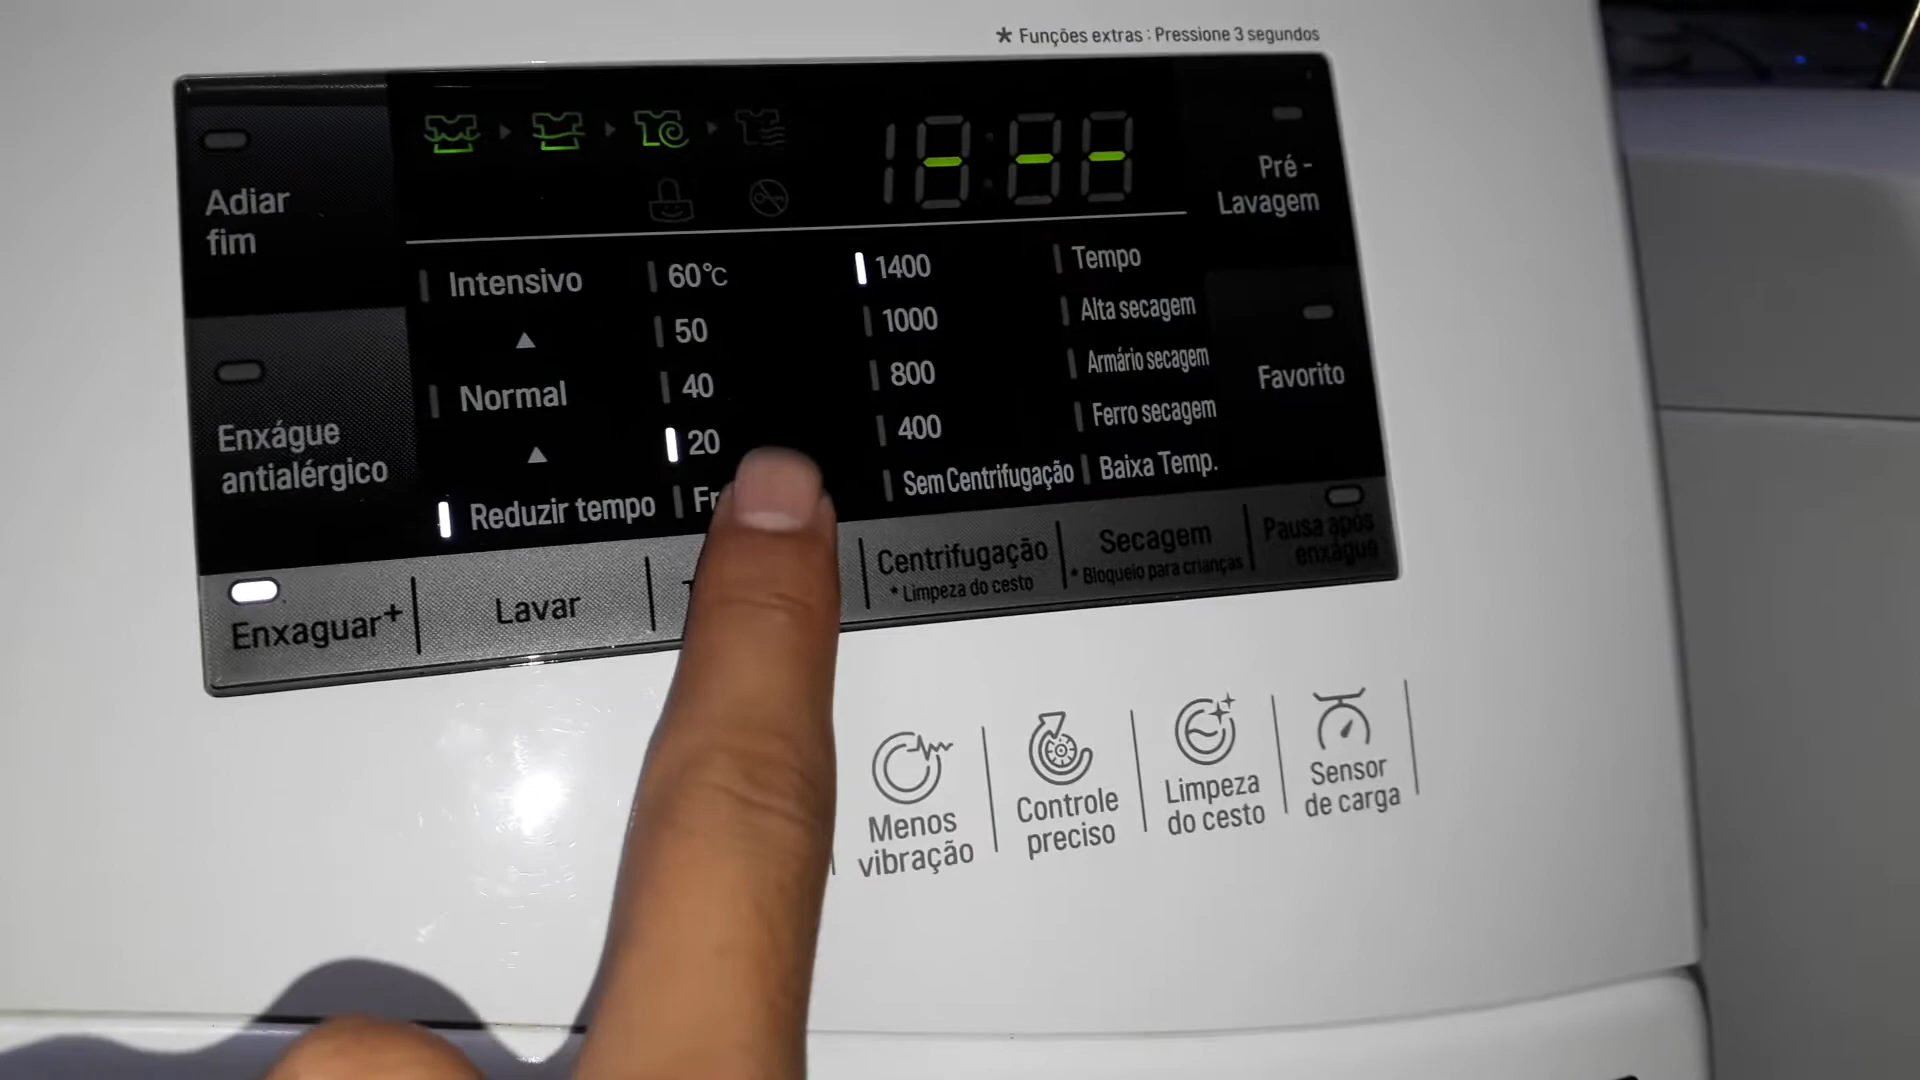 * Funções extras : Pressione 3 segundos
Adiar
fim
Pré -
Lavagem
Intensivo
60°C
1400
Tempo
50
1000
Alta secagem
Normal
40
800
Armário secagem
Favorito
Enxágue
antialérgico
20
400
Ferro secagem
Reduzir tempo
Sem Centrifugação
Baixa Temp.
Enxaguar+
Lavar
Centrifugação
* Limpeza do cesto
Secagem
* Bloqueio para crianças
Pausa após
enxágue
Menos
vibração
Controle
preciso
Limpeza
do cesto
Sensor
de carga